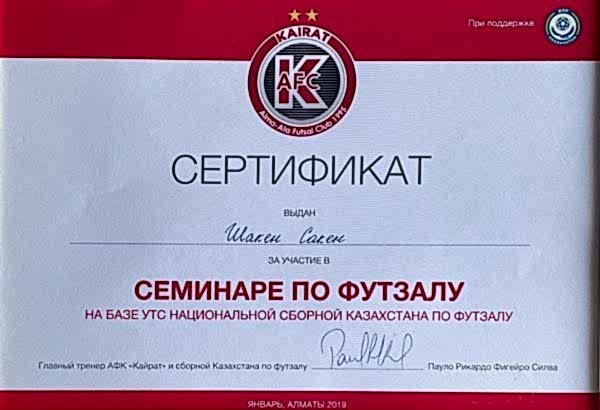 При поддержке
KAIRAT
AFC
K
Alma-Ata Futsal Club 1995
СЕРТИФИКАТ
ВЫДАН
Шакен Сакен
ЗА УЧАСТИЕ В
СЕМИНАРЕ ПО ФУТЗАЛУ
НА БАЗЕ УТС НАЦИОНАЛЬНОЙ СБОРНОЙ КАЗАХСТАНА ПО ФУТЗАЛУ
Главный тренер АФК «Кайрат» и сборной Казахстана по футзалу Пауло Рикардо Фигейро Силва
ЯНВАРЬ, АЛМАТЫ 2019